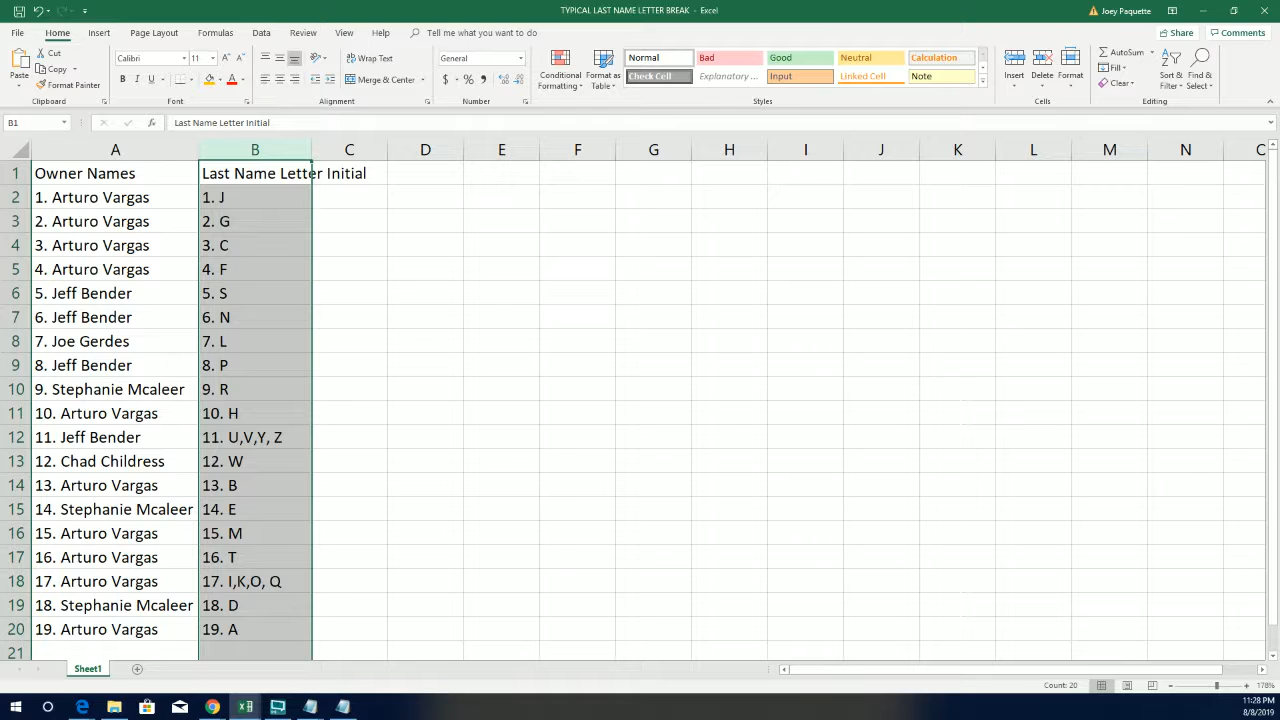 TYPICAL LAST NAME LETTER BREAK - Excel
Joey Paquette
File Home Insert Page Layout Formulas Data Review View Help Tell me what you want to do
Share Comments
Paste
Cut
Copy
Format Painter
Clipboard
Calibri 11
B I U
Font
Wrap Text
Merge & Center
Alignment
General
$ % ,
Number
Conditional Formatting
Format as Table
Normal Bad Good Neutral Calculation
Check Cell Explanatory ... Input Linked Cell Note
Styles
Insert Delete Format
Cells
AutoSum
Fill
Clear
Sort & Filter
Find & Select
Editing
B1
fx
Last Name Letter Initial
A B C D E F G H I J K L M N
1 Owner Names Last Name Letter Initial
2 1. Arturo Vargas 1. J
3 2. Arturo Vargas 2. G
4 3. Arturo Vargas 3. C
5 4. Arturo Vargas 4. F
6 5. Jeff Bender 5. S
7 6. Jeff Bender 6. N
8 7. Joe Gerdes 7. L
9 8. Jeff Bender 8. P
10 9. Stephanie Mcaleer 9. R
11 10. Arturo Vargas 10. H
12 11. Jeff Bender 11. U,V,Y, Z
13 12. Chad Childress 12. W
14 13. Arturo Vargas 13. B
15 14. Stephanie Mcaleer 14. E
16 15. Arturo Vargas 15. M
17 16. Arturo Vargas 16. T
18 17. Arturo Vargas 17. I,K,O, Q
19 18. Stephanie Mcaleer 18. D
20 19. Arturo Vargas 19. A
21
Sheet1
Count: 20
178%
11:28 PM
8/8/2019